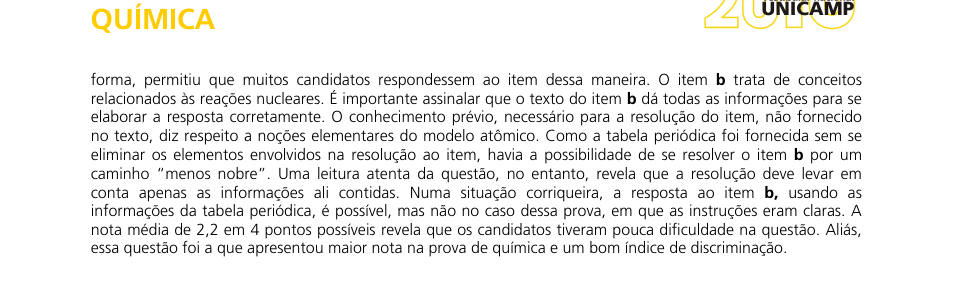 QUÍMICA
UNICAMP
forma, permitiu que muitos candidatos respondessem ao item dessa maneira. O item b trata de conceitos
relacionados às reações nucleares. É importante assinalar que o texto do item b dá todas as informações para se
elaborar a resposta corretamente. O conhecimento prévio, necessário para a resolução do item, não fornecido
no texto, diz respeito a noções elementares do modelo atômico. Como a tabela periódica foi fornecida sem se
eliminar os elementos envolvidos na resolução ao item, havia a possibilidade de se resolver o item b por um
caminho “menos nobre”. Uma leitura atenta da questão, no entanto, revela que a resolução deve levar em
conta apenas as informações ali contidas. Numa situação corriqueira, a resposta ao item b, usando as
informações da tabela periódica, é possível, mas não no caso dessa prova, em que as instruções eram claras. A
nota média de 2,2 em 4 pontos possíveis revela que os candidatos tiveram pouca dificuldade na questão. Aliás,
essa questão foi a que apresentou maior nota na prova de química e um bom índice de discriminação.